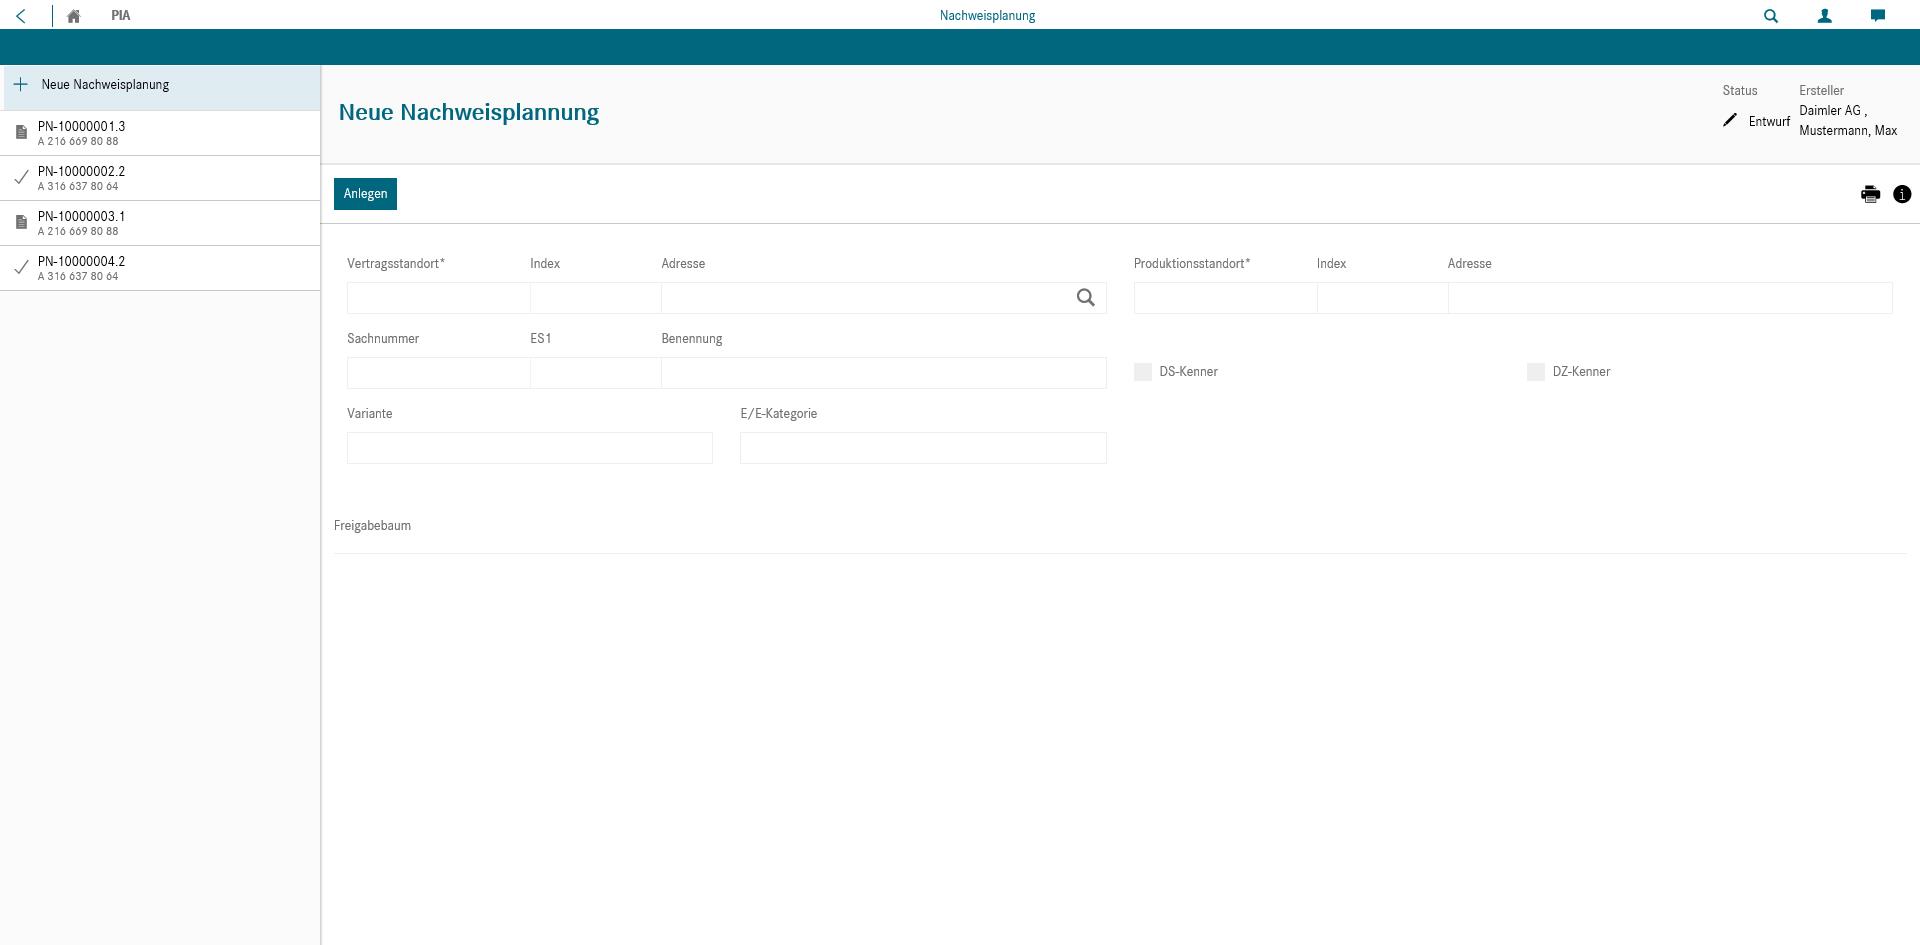 PIA
Nachweisplanung
Neue Nachweisplanung
PN-10000001.3
A 216 669 80 88
PN-10000002.2
A 316 637 80 64
PN-10000003.1
A 216 669 80 88
PN-10000004.2
A 316 637 80 64
Neue Nachweisplannung
Status
Entwurf
Ersteller
Daimler AG ,
Mustermann, Max
Anlegen
Vertragsstandort* Index Adresse
Produktionsstandort* Index Adresse
Sachnummer ES1 Benennung
DS-Kenner DZ-Kenner
Variante E/E-Kategorie
Freigabebaum